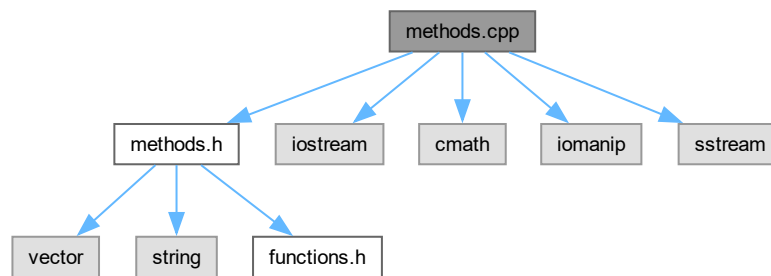 methods.cpp
methods.h
iostream
cmath
iomanip
sstream
vector
string
functions.h